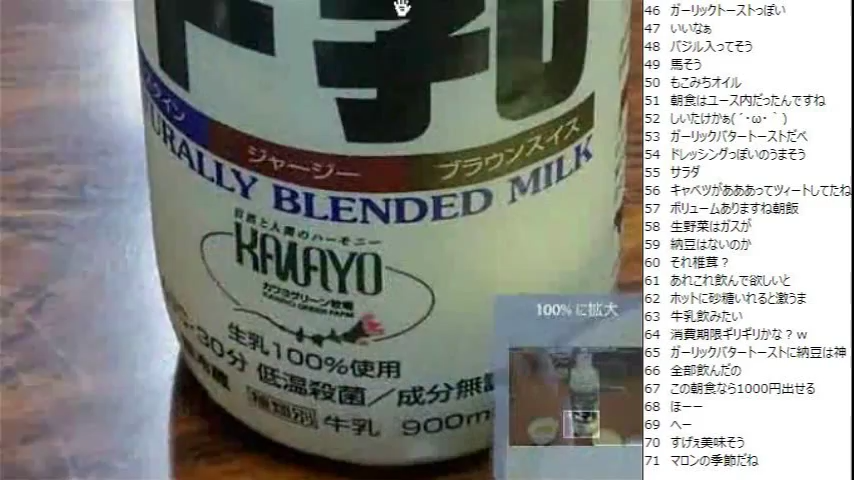 乳
ジャージー
ブラウンスイス
URALLY BLENDED MILK
自然と人間のハーモニー
KAWAYO
カワヨグリーン牧場
KAWAYO GREEN FARM
30分
生乳100%使用
低温殺菌/成分無
種類別 牛乳 900m
100% に拡大
46 ガーリックトーストっぽい
47 いいなぁ
48 バジル入ってそう
49 馬そう
50 もこみちオイル
51 朝食はユース内だったんですね
52 しいたけかぁ(´・ω・｀)
53 ガーリックバタートーストだべ
54 ドレッシングっぽいのうまそう
55 サラダ
56 キャベツがあああってツィートしてたね
57 ボリュームありますね朝飯
58 生野菜はガスが
59 納豆はないのか
60 それ椎茸？
61 あれこれ飲んで欲しいと
62 ホットに砂糖いれると激うま
63 牛乳飲みたい
64 消費期限ギリギリかな？ｗ
65 ガーリックバタートーストに納豆は神
66 全部飲んだの
67 この朝食なら1000円出せる
68 ほーー
69 へー
70 すげぇ美味そう
71 マロンの季節だね